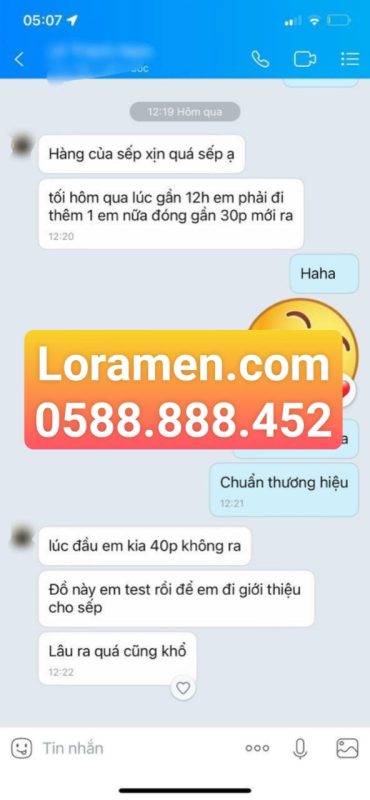 05:07
12:19 Hôm qua
Hàng của sếp xịn quá sếp ạ
tối hôm qua lúc gần 12h em phải đi
thêm 1 em nữa đóng gần 30p mới ra
12:20
Haha
Loramen.com
0588.888.452
a
Chuẩn thương hiệu
12:21
lúc đầu em kia 40p không ra
Đồ này em test rồi để em đi giới thiệu
cho sếp
Lâu ra quá cũng khổ
12:22
Tin nhắn